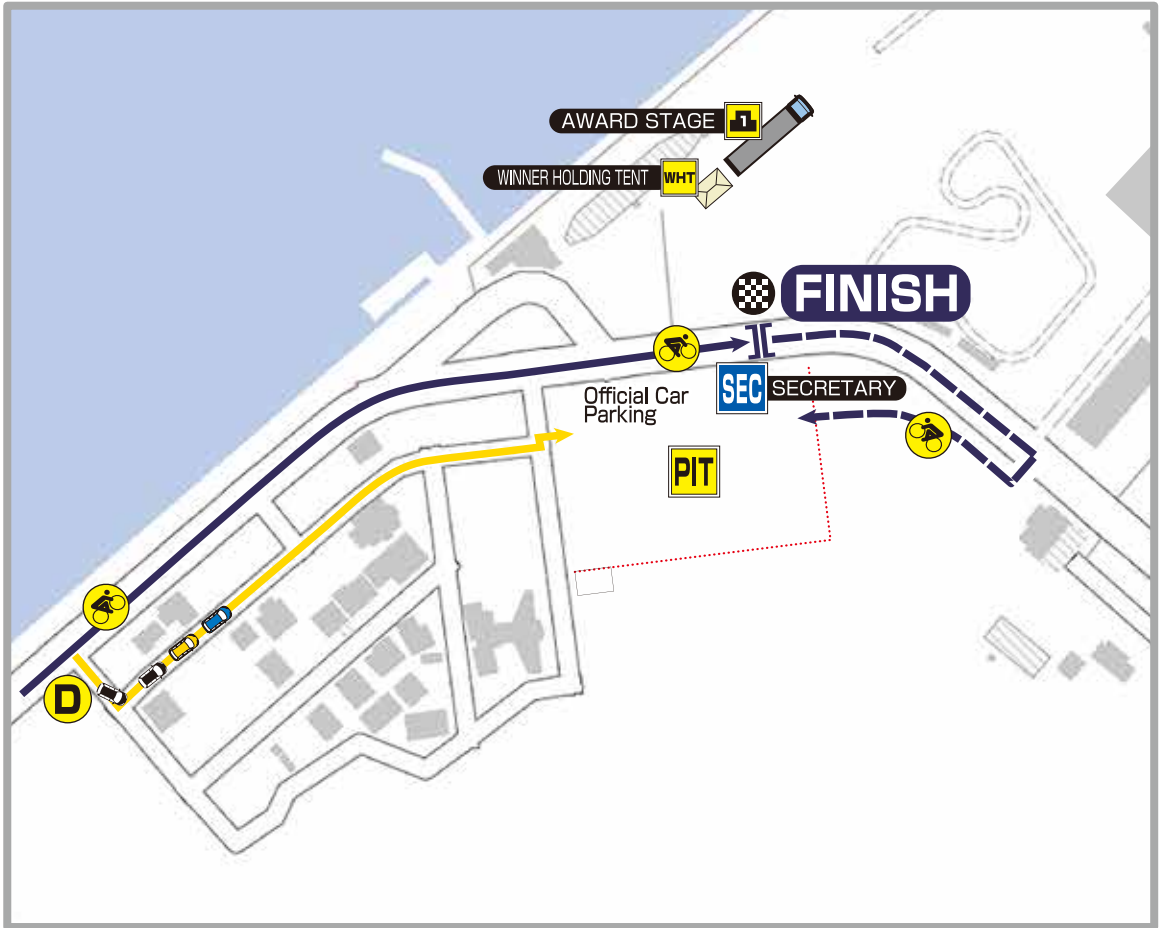 AWARD STAGE 1
WINNER HOLDING TENT WHT
FINISH
SEC SECRETARY
Official Car
Parking
PIT
D